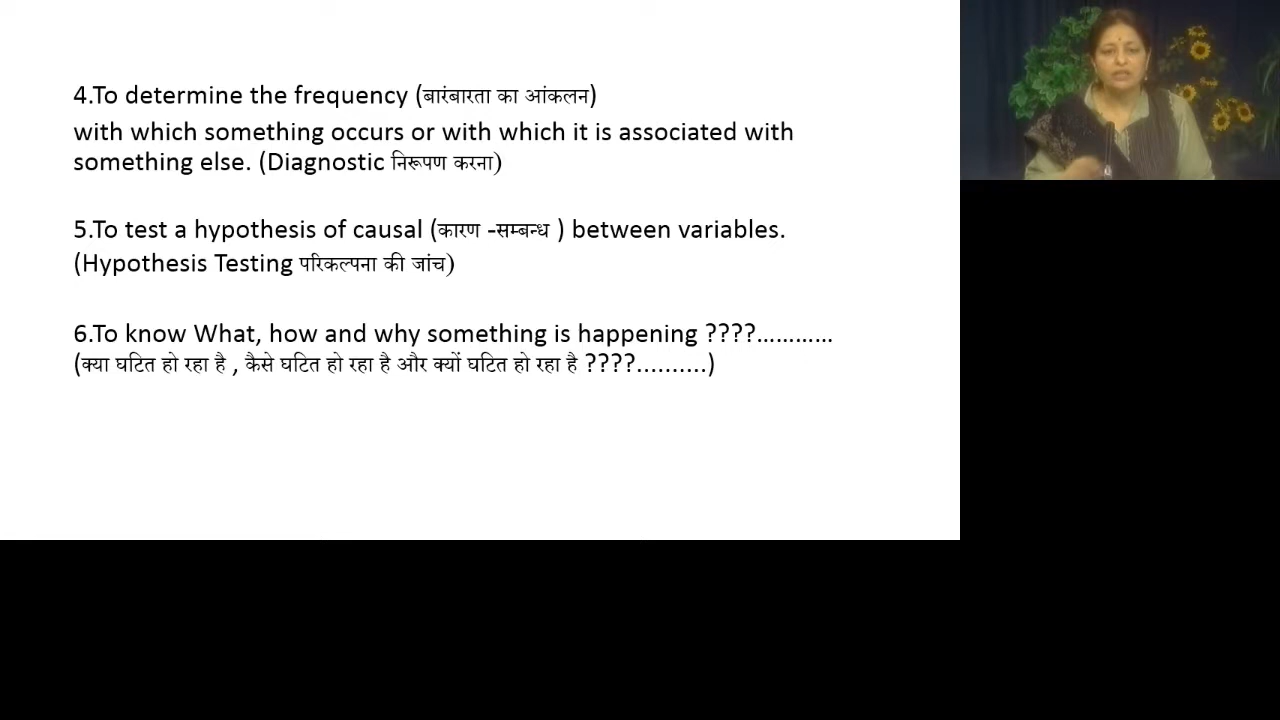 4.To determine the frequency (बारंबारता का आंकलन)
with which something occurs or with which it is associated with
something else. (Diagnostic निरूपण करना)
5.To test a hypothesis of causal (कारण -सम्बन्ध ) between variables.
(Hypothesis Testing परिकल्पना की जांच)
6.To know What, how and why something is happening ????............
(क्या घटित हो रहा है , कैसे घटित हो रहा है और क्यों घटित हो रहा है ????..........)